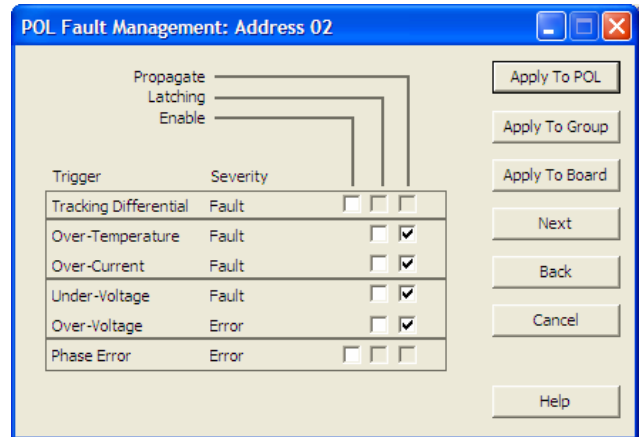 POL Fault Management: Address 02
Propagate
Latching
Enable
Trigger Severity
Tracking Differential Fault
Over-Temperature Fault
Over-Current Fault
Under-Voltage Fault
Over-Voltage Error
Phase Error Error
Apply To POL
Apply To Group
Apply To Board
Next
Back
Cancel
Help